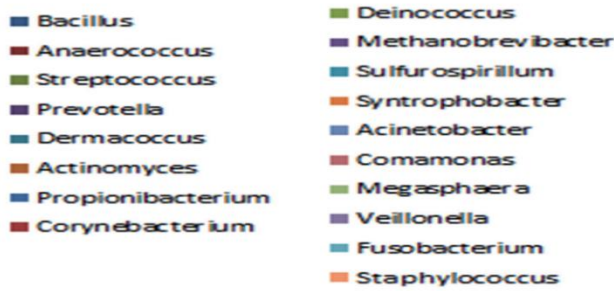 Bacillus
Anaerococcus
Streptococcus
Prevotella
Dermacoccus
Actinomyces
Propionibacterium
Corynebacterium
Deinococcus
Methanobrevibacter
Sulfurospirillum
Syntrophobacter
Acinetobacter
Comamonas
Megasphaera
Veillonella
Fusobacterium
Staphylococcus